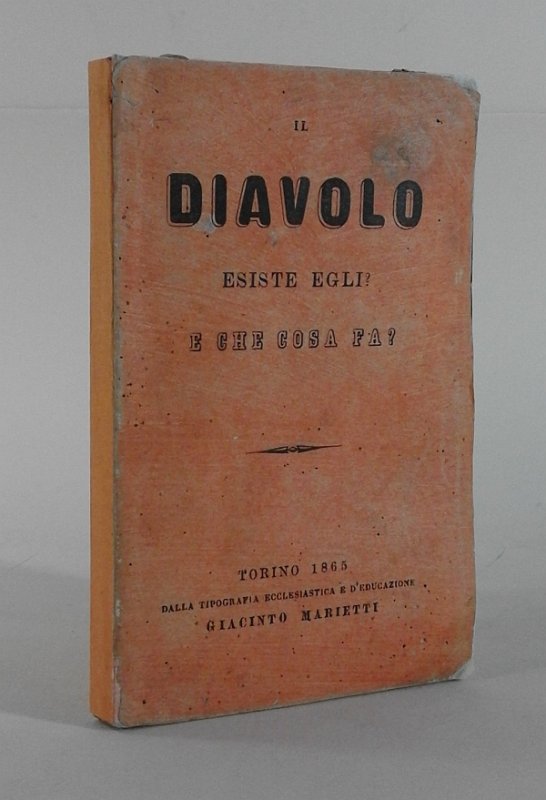 IL
DIAVOLO
ESISTE EGLI?
E CHE COSA FA?
TORINO 1865
DALLA TIPOGRAFIA ECCLESIASTICA E D'EDUCAZIONE
GIACINTO MARIETTI